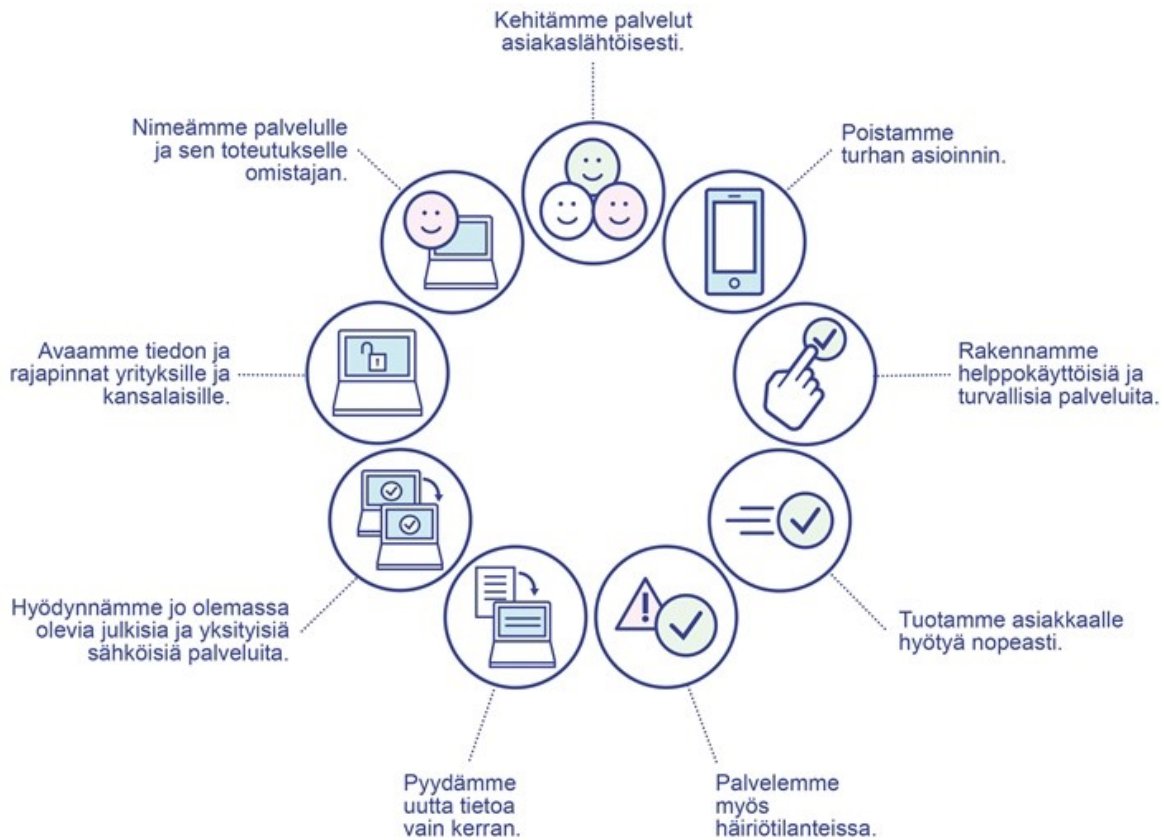 Kehitämme palvelut
asiakaslähtöisesti.
Poistamme
turhan asioinnin.
Rakennamme
helppokäyttöisiä ja
turvallisia palveluita.
Tuotamme asiakkaalle
hyötyä nopeasti.
Palvelemme
myös
häiriötilanteissa.
Pyydämme
uutta tietoa
vain kerran.
Hyödynnämme jo olemassa
olevia julkisia ja yksityisiä
sähköisiä palveluita.
Avaamme tiedon ja
rajapinnat yrityksille ja
kansalaisille.
Nimeämme palvelulle
ja sen toteutukselle
omistajan.